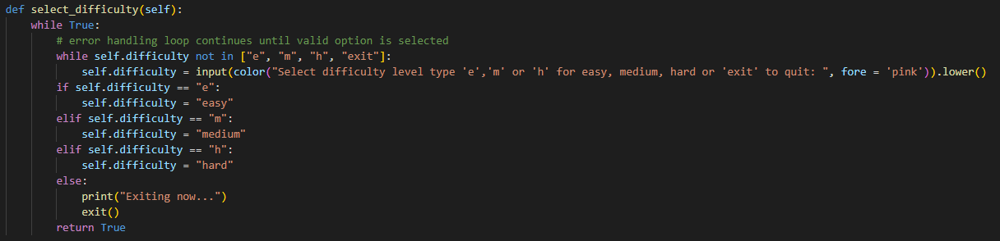 def select_difficulty(self):
    while True:
        # error handling loop continues until valid option is selected
        while self.difficulty not in ["e", "m", "h", "exit"]:
            self.difficulty = input(color("Select difficulty level type 'e','m' or 'h' for easy, medium, hard or 'exit' to quit: ", fore = 'pink')).lower()
        if self.difficulty == "e":
            self.difficulty = "easy"
        elif self.difficulty == "m":
            self.difficulty = "medium"
        elif self.difficulty == "h":
            self.difficulty = "hard"
        else:
            print("Exiting now...")
            exit()
        return True